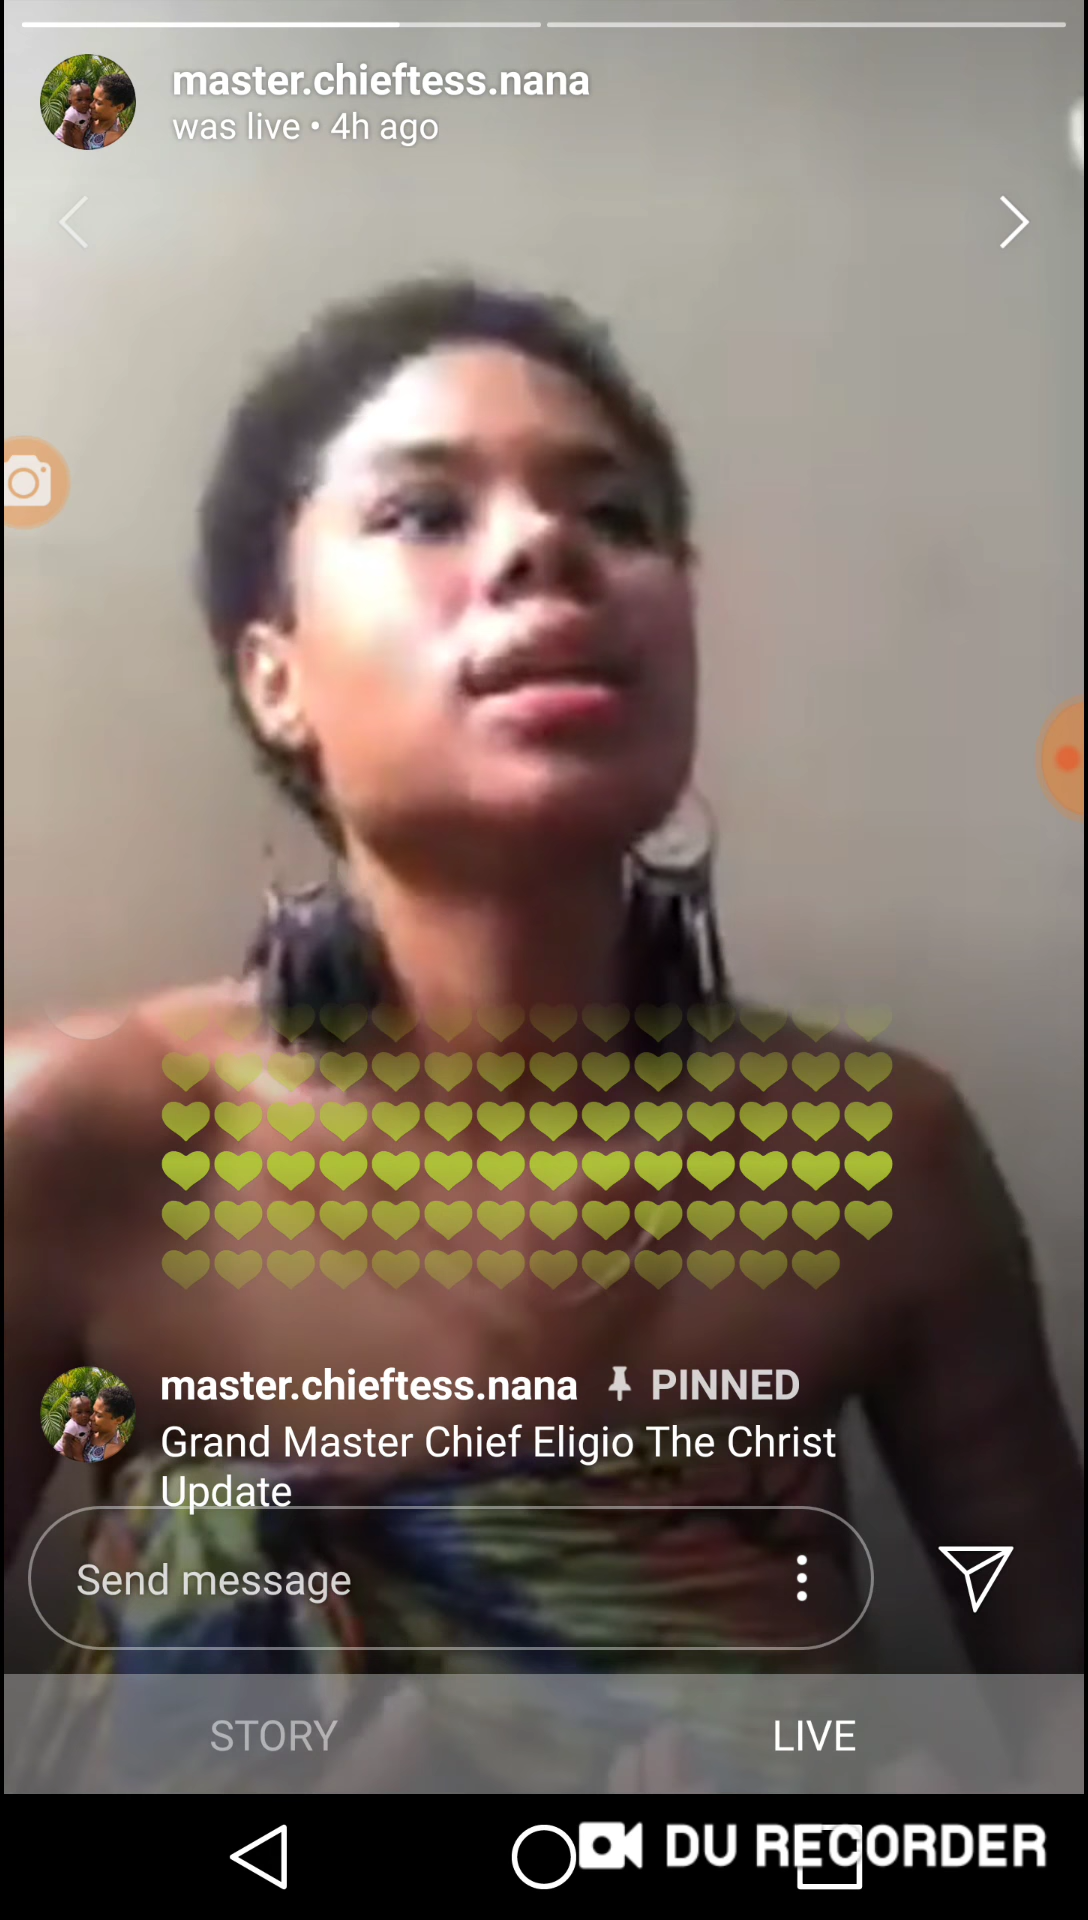 master.chieftess.nana
was live • 4h ago
master.chieftess.nana PINNED
Grand Master Chief Eligio The Christ
Update
Send message
STORY LIVE
DU RECORDER